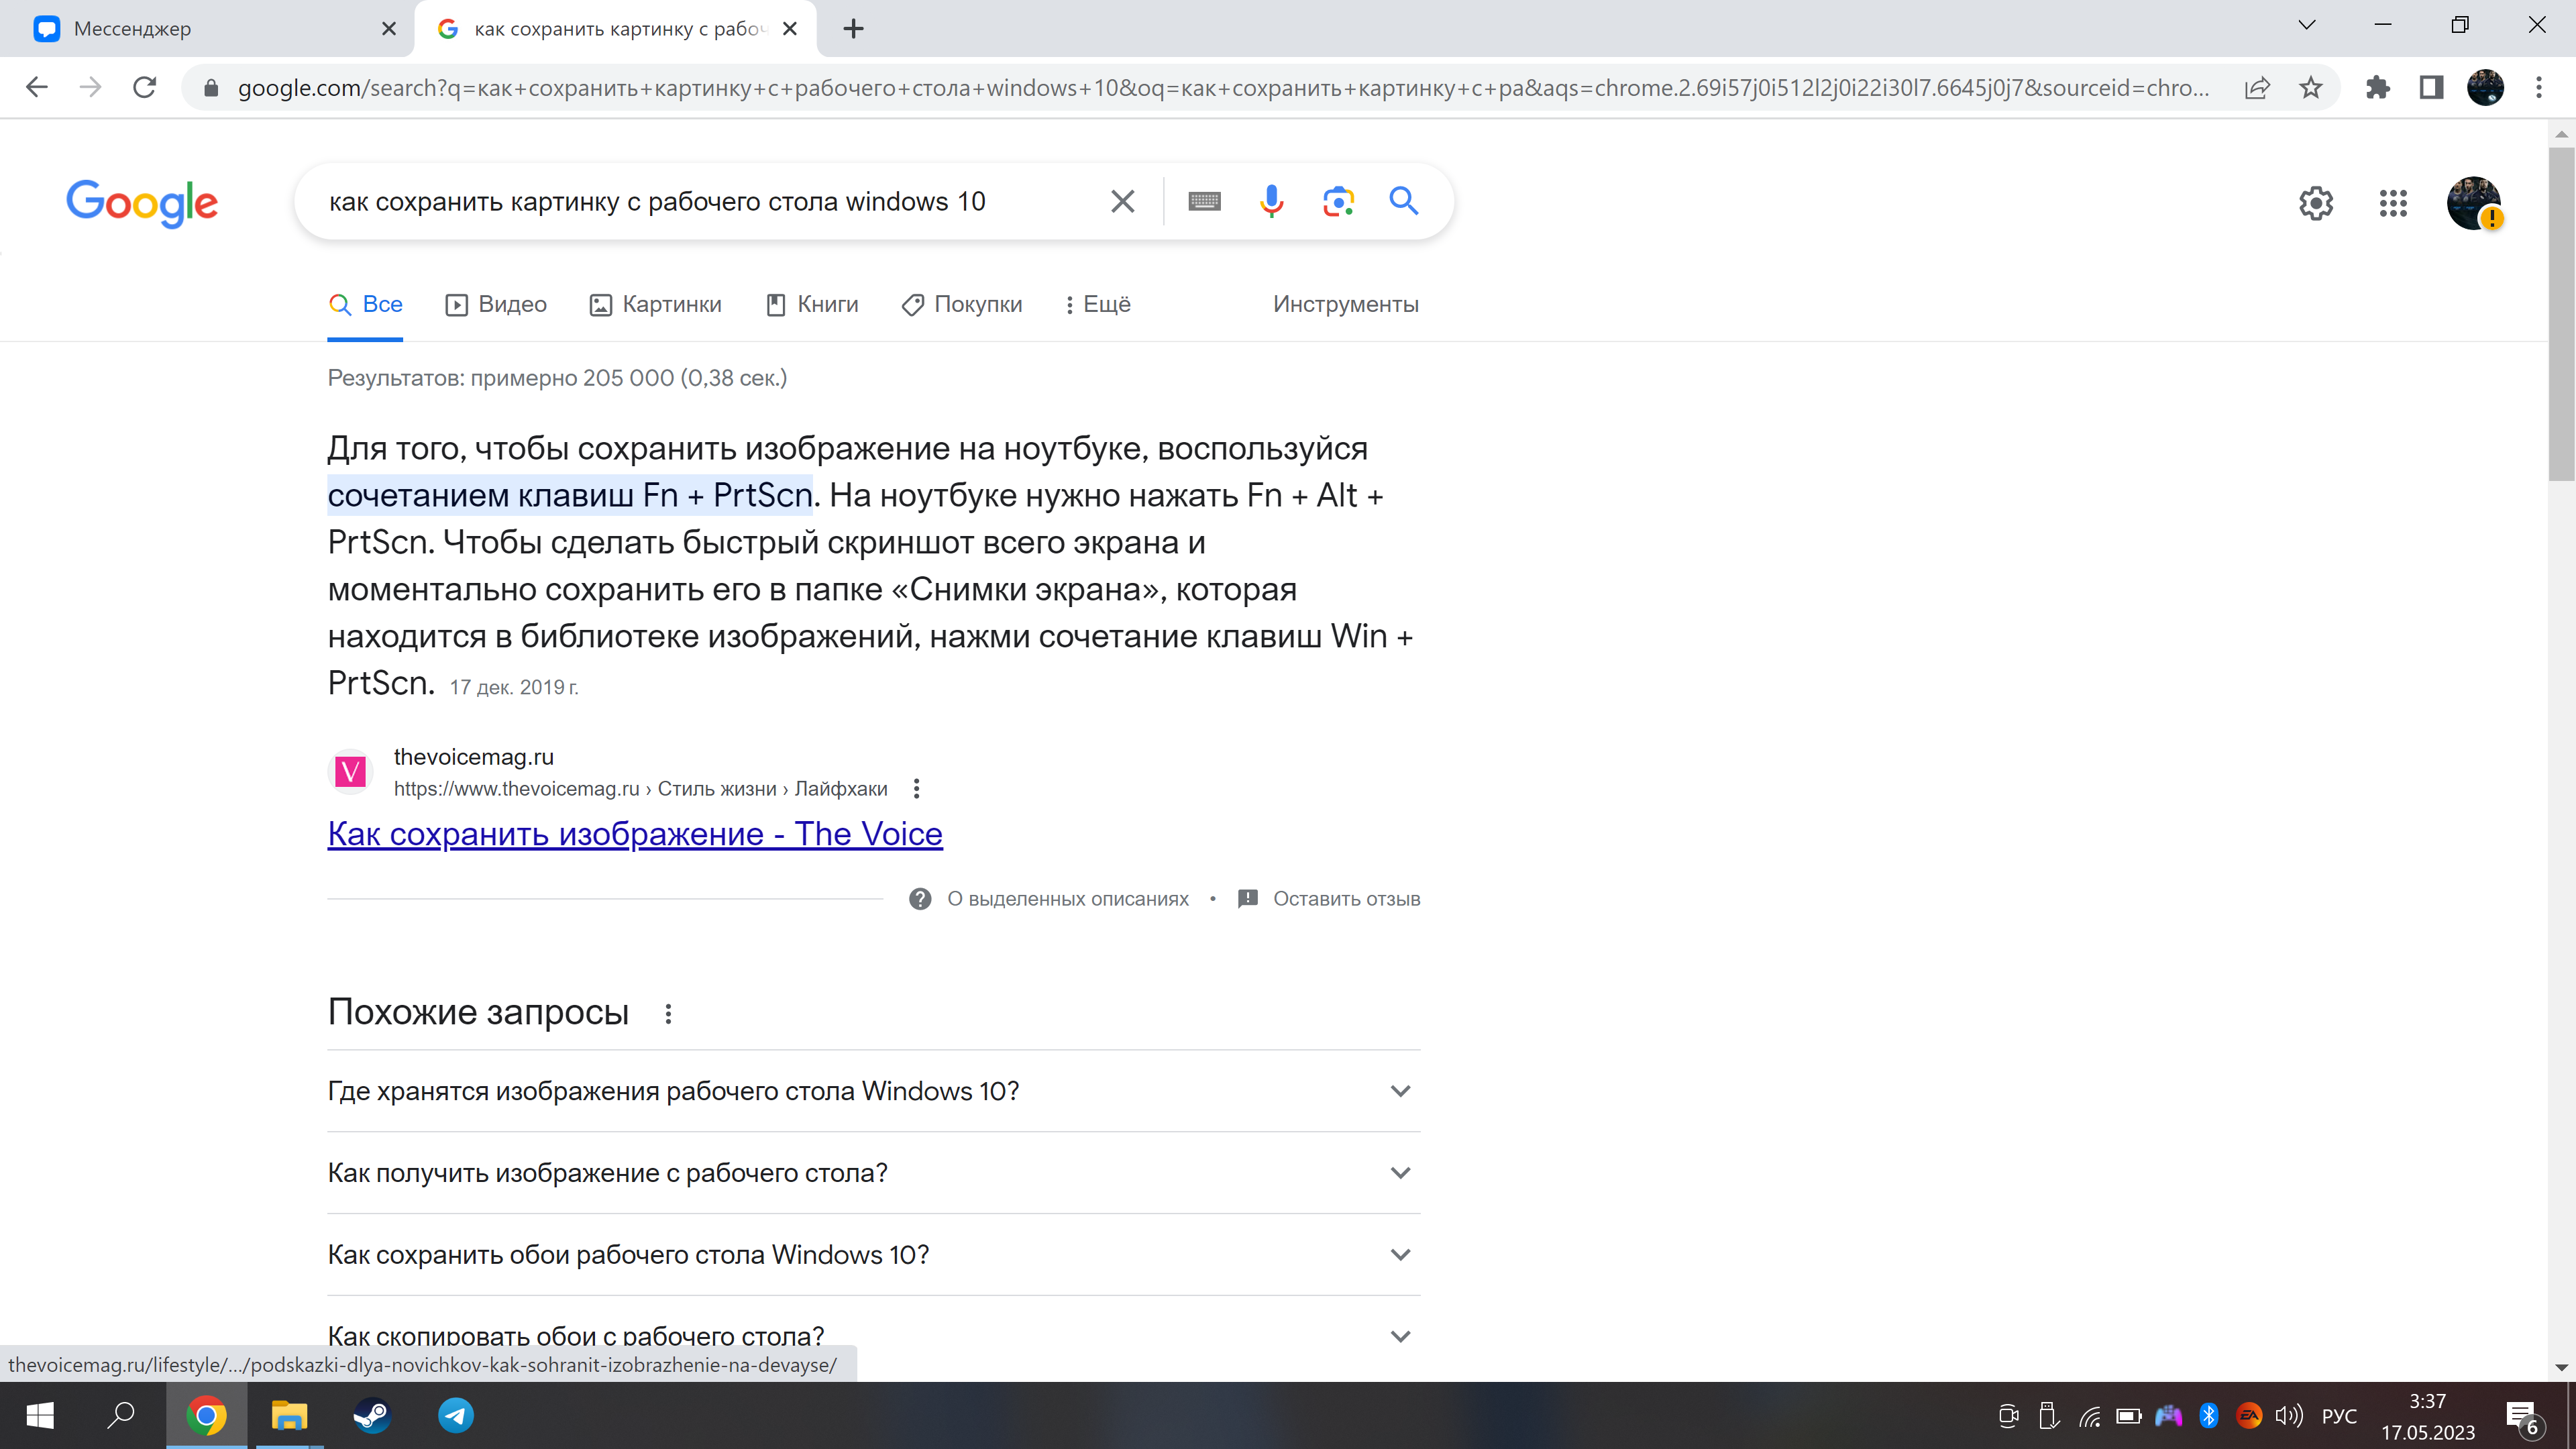 Мессенджер
как сохранить картинку с рабоч
google.com/search?q=как+сохранить+картинку+с+рабочего+стола+windows+10&oq=как+сохранить+картинку+с+ра&aqs=chrome.2.69i57j0i512l2j0i22i30l7.6645j0j7&sourceid=chro...
Google
как сохранить картинку с рабочего стола windows 10
Все
Видео
Картинки
Книги
Покупки
Ещё
Инструменты
Результатов: примерно 205 000 (0,38 сек.)
Для того, чтобы сохранить изображение на ноутбуке, воспользуйся
сочетанием клавиш Fn + PrtScn. На ноутбуке нужно нажать Fn + Alt +
PrtScn. Чтобы сделать быстрый скриншот всего экрана и
моментально сохранить его в папке «Снимки экрана», которая
находится в библиотеке изображений, нажми сочетание клавиш Win +
PrtScn. 17 дек. 2019 г.
V
thevoicemag.ru
https://www.thevoicemag.ru › Стиль жизни › Лайфхаки
Как сохранить изображение - The Voice
О выделенных описаниях • Оставить отзыв
Похожие запросы
Где хранятся изображения рабочего стола Windows 10?
Как получить изображение с рабочего стола?
Как сохранить обои рабочего стола Windows 10?
Как скопировать обои с рабочего стола?
thevoicemag.ru/lifestyle/.../podskazki-dlya-novichkov-kak-sohranit-izobrazhenie-na-devayse/
EA
РУС
3:37
17.05.2023
6